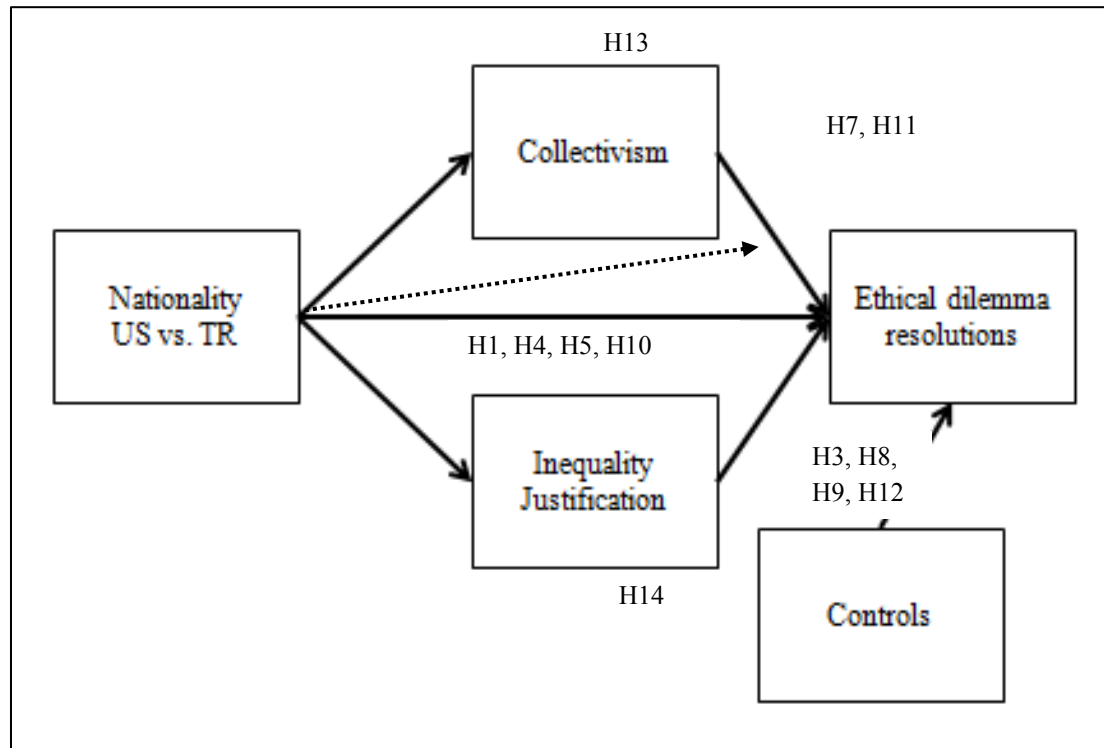 H13
Collectivism
H7, H11
Nationality
US vs. TR
Ethical dilemma
resolutions
H1, H4, H5, H10
Inequality
Justification
H3, H8,
H9, H12
H14
Controls